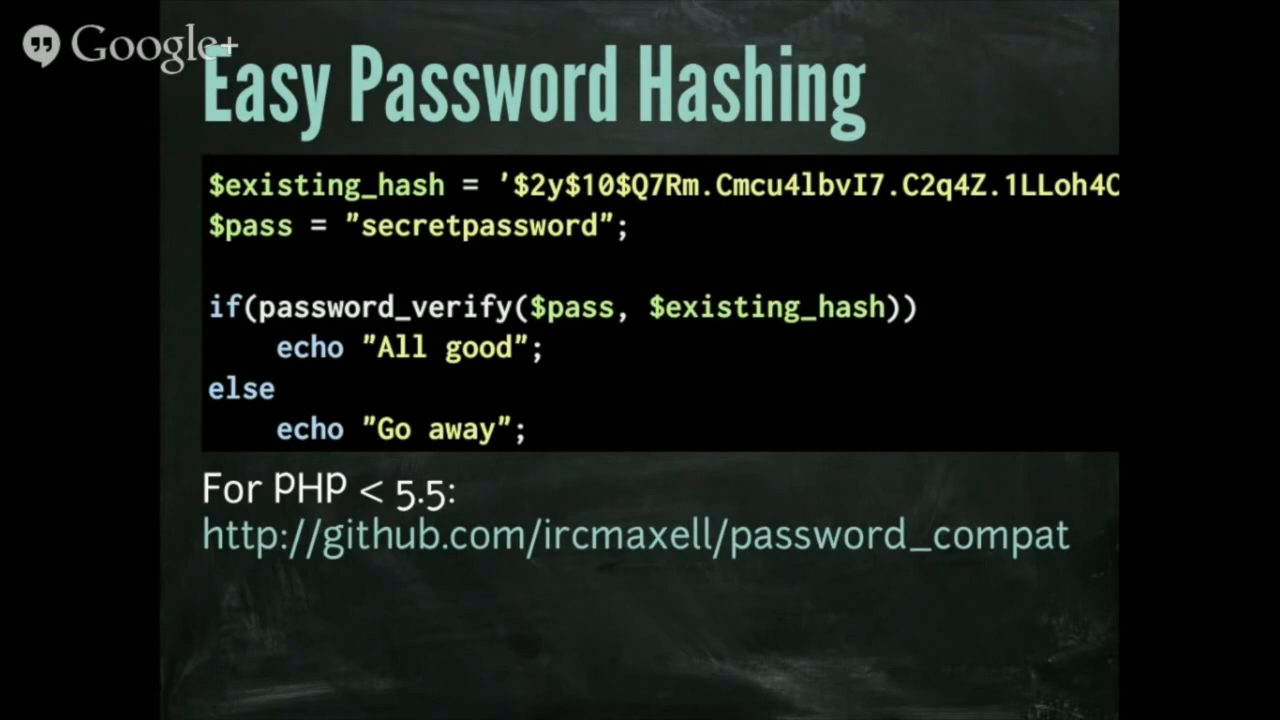 Google+
Easy Password Hashing
$existing_hash = '$2y$10$Q7Rm.Cmcu4lbvI7.C2q4Z.1LLoh4C
$pass = "secretpassword";
if(password_verify($pass, $existing_hash))
echo "All good";
else
echo "Go away";
For PHP < 5.5:
http://github.com/ircmaxell/password_compat